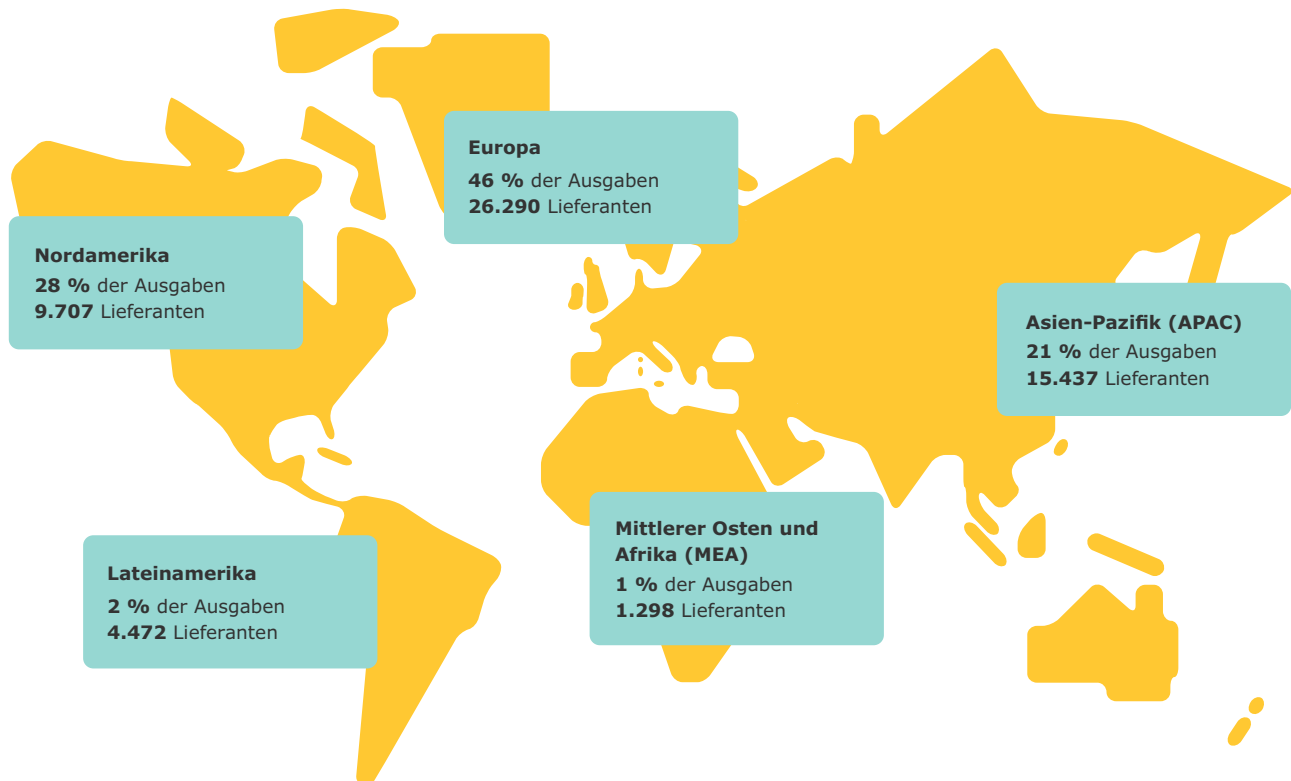 Europa
46 % der Ausgaben
26.290 Lieferanten
Nordamerika
28 % der Ausgaben
9.707 Lieferanten
Asien-Pazifik (APAC)
21 % der Ausgaben
15.437 Lieferanten
Mittlerer Osten und
Afrika (MEA)
1 % der Ausgaben
1.298 Lieferanten
Lateinamerika
2 % der Ausgaben
4.472 Lieferanten